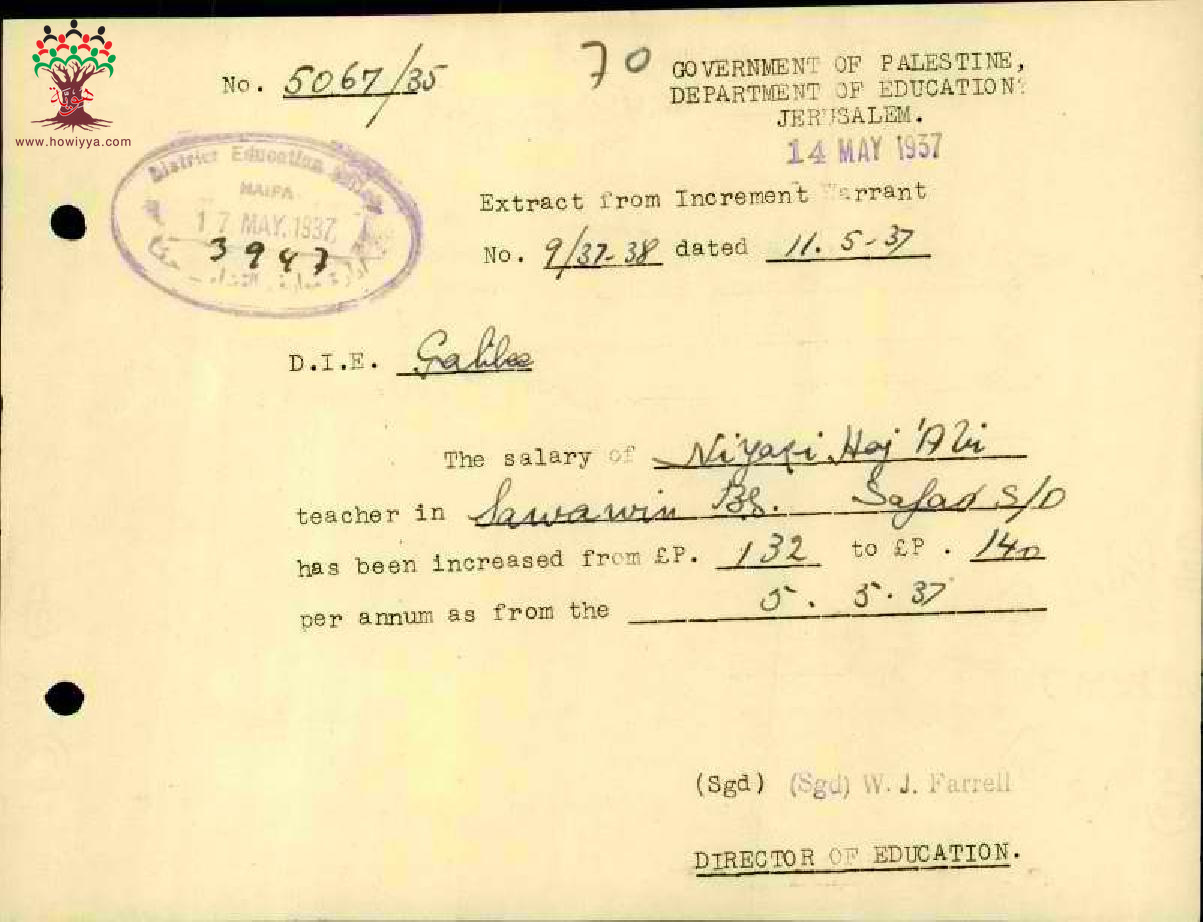 www.howiyya.com
No. 5067/35
70
GOVERNMENT OF PALESTINE,
DEPARTMENT OF EDUCATION
JERUSALEM.
14 MAY 1937
District Education
HAIFA
17 MAY. 1937
3947
Extract from Increment Warrant
No. 9/37-38 dated 11. 5-37
D.I.E. Galilee
The salary of Niyazi Haj 'Ali
teacher in Sawawin Bs. Safad S/D
has been increased from £P. 132 to £P. 140
per annum as from the 5. 5. 37
(Sgd) (Sgd) W. J. Farrell
DIRECTOR OF EDUCATION.